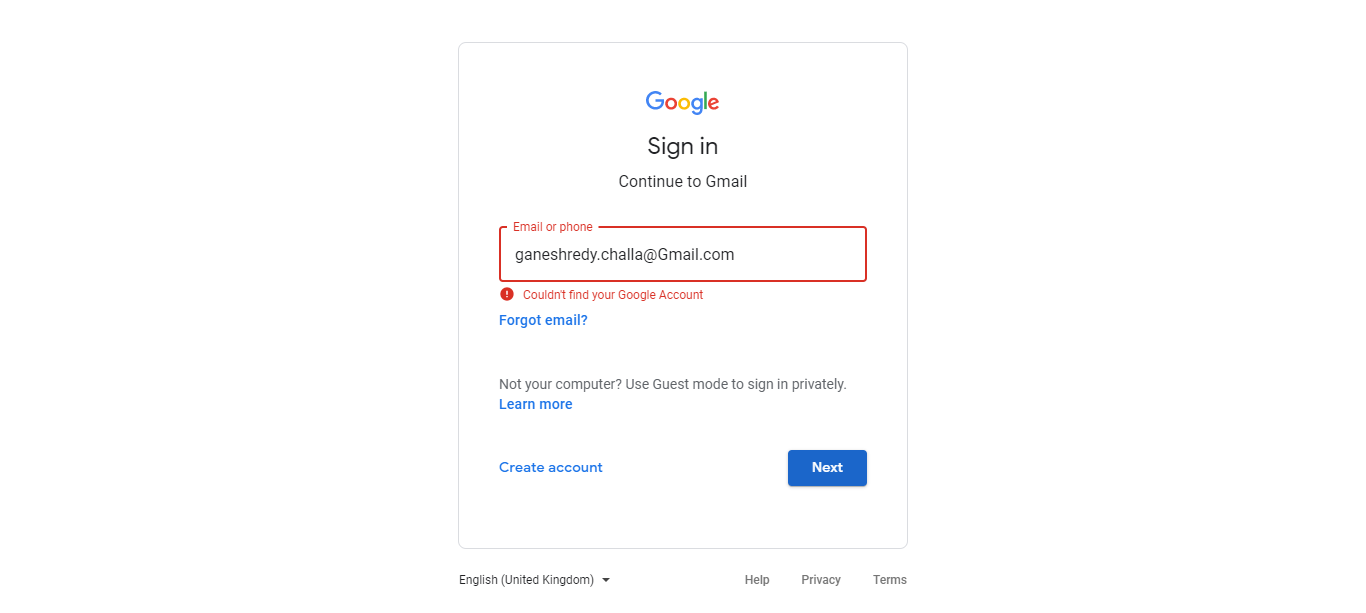 Google
Sign in
Continue to Gmail
Email or phone
ganeshredy.challa@Gmail.com
Couldn't find your Google Account
Forgot email?
Not your computer? Use Guest mode to sign in privately.
Learn more
Create account
Next
English (United Kingdom)
Help
Privacy
Terms